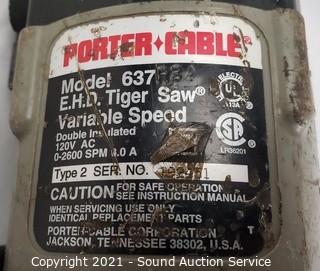 PORTER+CABLE
Model 637
E.H.D. Tiger Saw®
Variable Speed
Double Insulated
120V AC
0-2600 SPM 8.0 A
Type 2 SER. NO.
CAUTION FOR SAFE OPERATION
SEE INSTRUCTION MANUAL
WHEN SERVICING USE ONLY
IDENTICAL REPLACEMENT PARTS
PORTER-CABLE CORPORATION
JACKSON, TENNESSEE 38302, U.S.A.
LR36201
Copyright © 2021 - Sound Auction Service